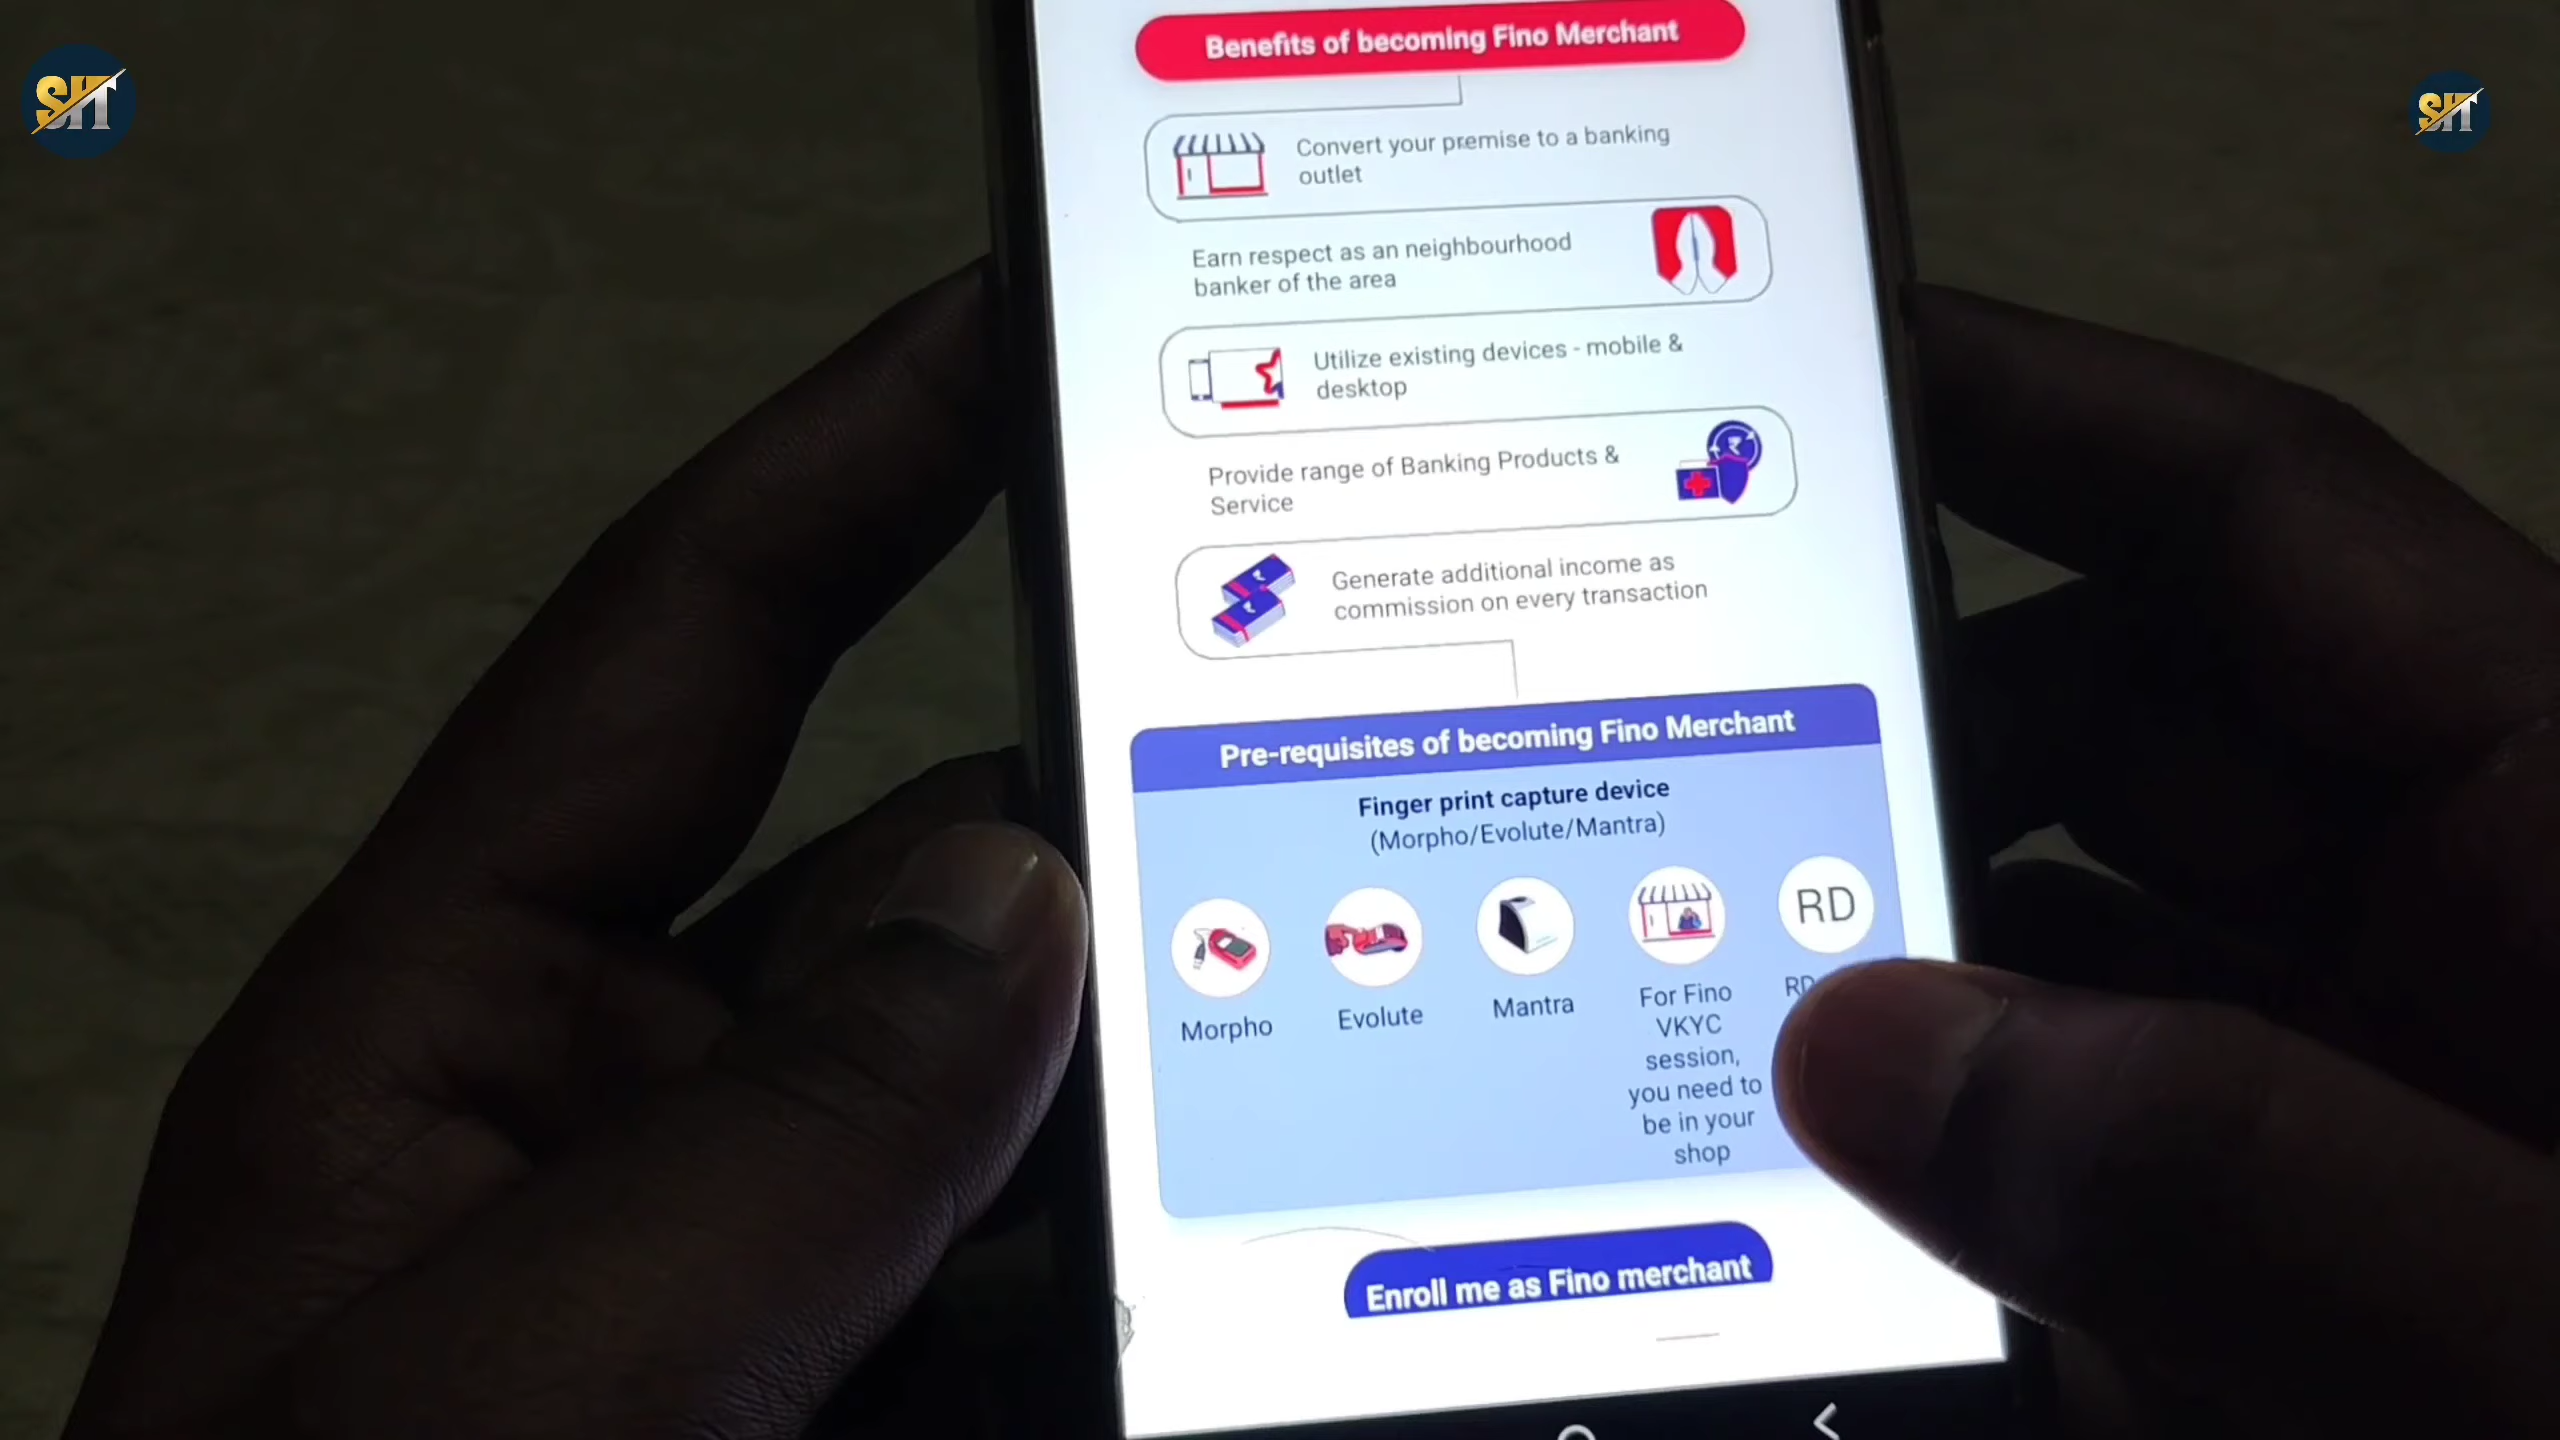 SHT
SHT
Benefits of becoming Fino Merchant
Convert your premise to a banking
outlet
Earn respect as an neighbourhood
banker of the area
Utilize existing devices - mobile &
desktop
Provide range of Banking Products &
Service
Generate additional income as
commission on every transaction
Pre-requisites of becoming Fino Merchant
Finger print capture device
(Morpho/Evolute/Mantra)
RD
Morpho
Evolute
Mantra
For Fino
VKYC
session,
you need to
be in your
shop
RD
Enroll me as Fino merchant